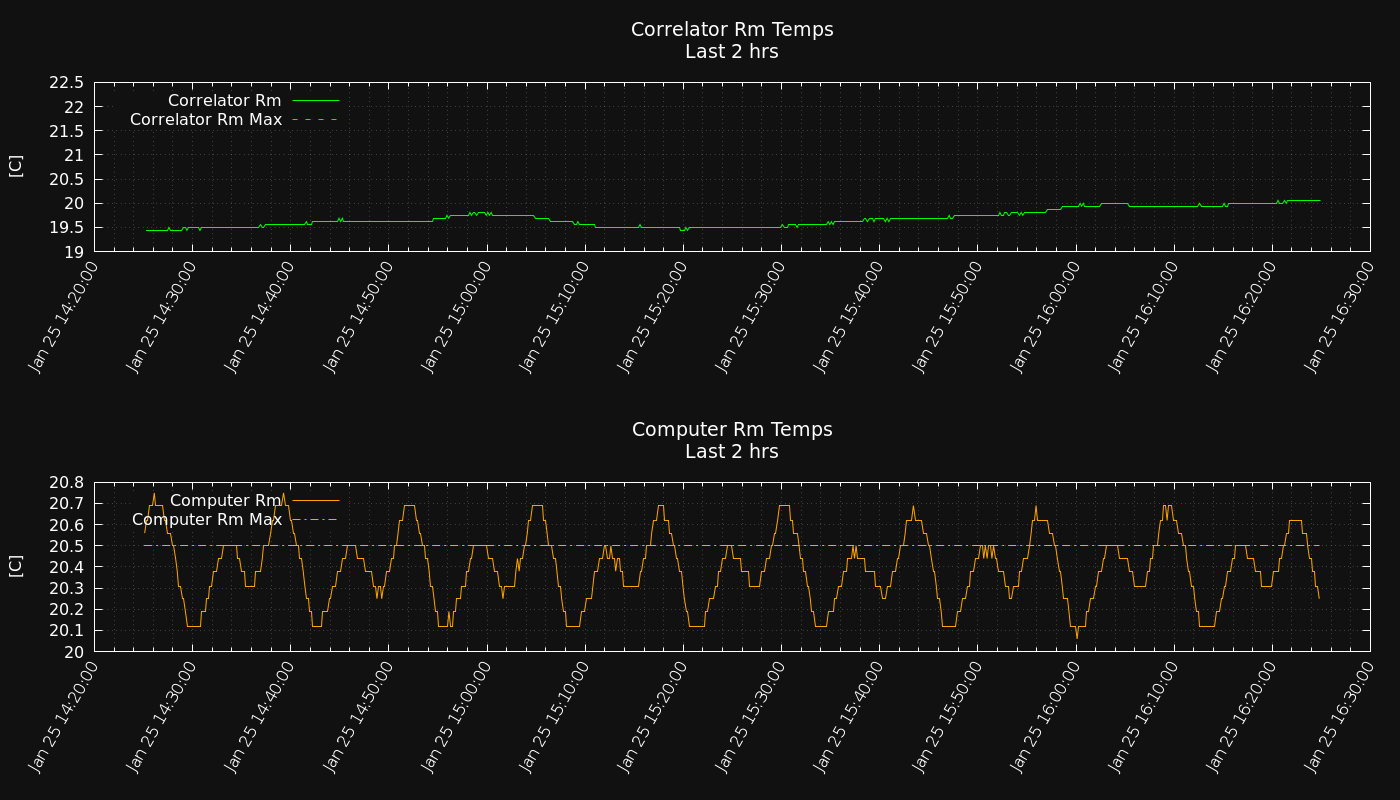 Correlator Rm Temps
Last 2 hrs
22.5
22
21.5
21
20.5
20
19.5
19
[C]
Correlator Rm
Correlator Rm Max
Jan 25 14:20:00
Jan 25 14:30:00
Jan 25 14:40:00
Jan 25 14:50:00
Jan 25 15:00:00
Jan 25 15:10:00
Jan 25 15:20:00
Jan 25 15:30:00
Jan 25 15:40:00
Jan 25 15:50:00
Jan 25 16:00:00
Jan 25 16:10:00
Jan 25 16:20:00
Jan 25 16:30:00
Computer Rm Temps
Last 2 hrs
20.8
20.7
20.6
20.5
20.4
20.3
20.2
20.1
20
[C]
Computer Rm
Computer Rm Max
Jan 25 14:20:00
Jan 25 14:30:00
Jan 25 14:40:00
Jan 25 14:50:00
Jan 25 15:00:00
Jan 25 15:10:00
Jan 25 15:20:00
Jan 25 15:30:00
Jan 25 15:40:00
Jan 25 15:50:00
Jan 25 16:00:00
Jan 25 16:10:00
Jan 25 16:20:00
Jan 25 16:30:00